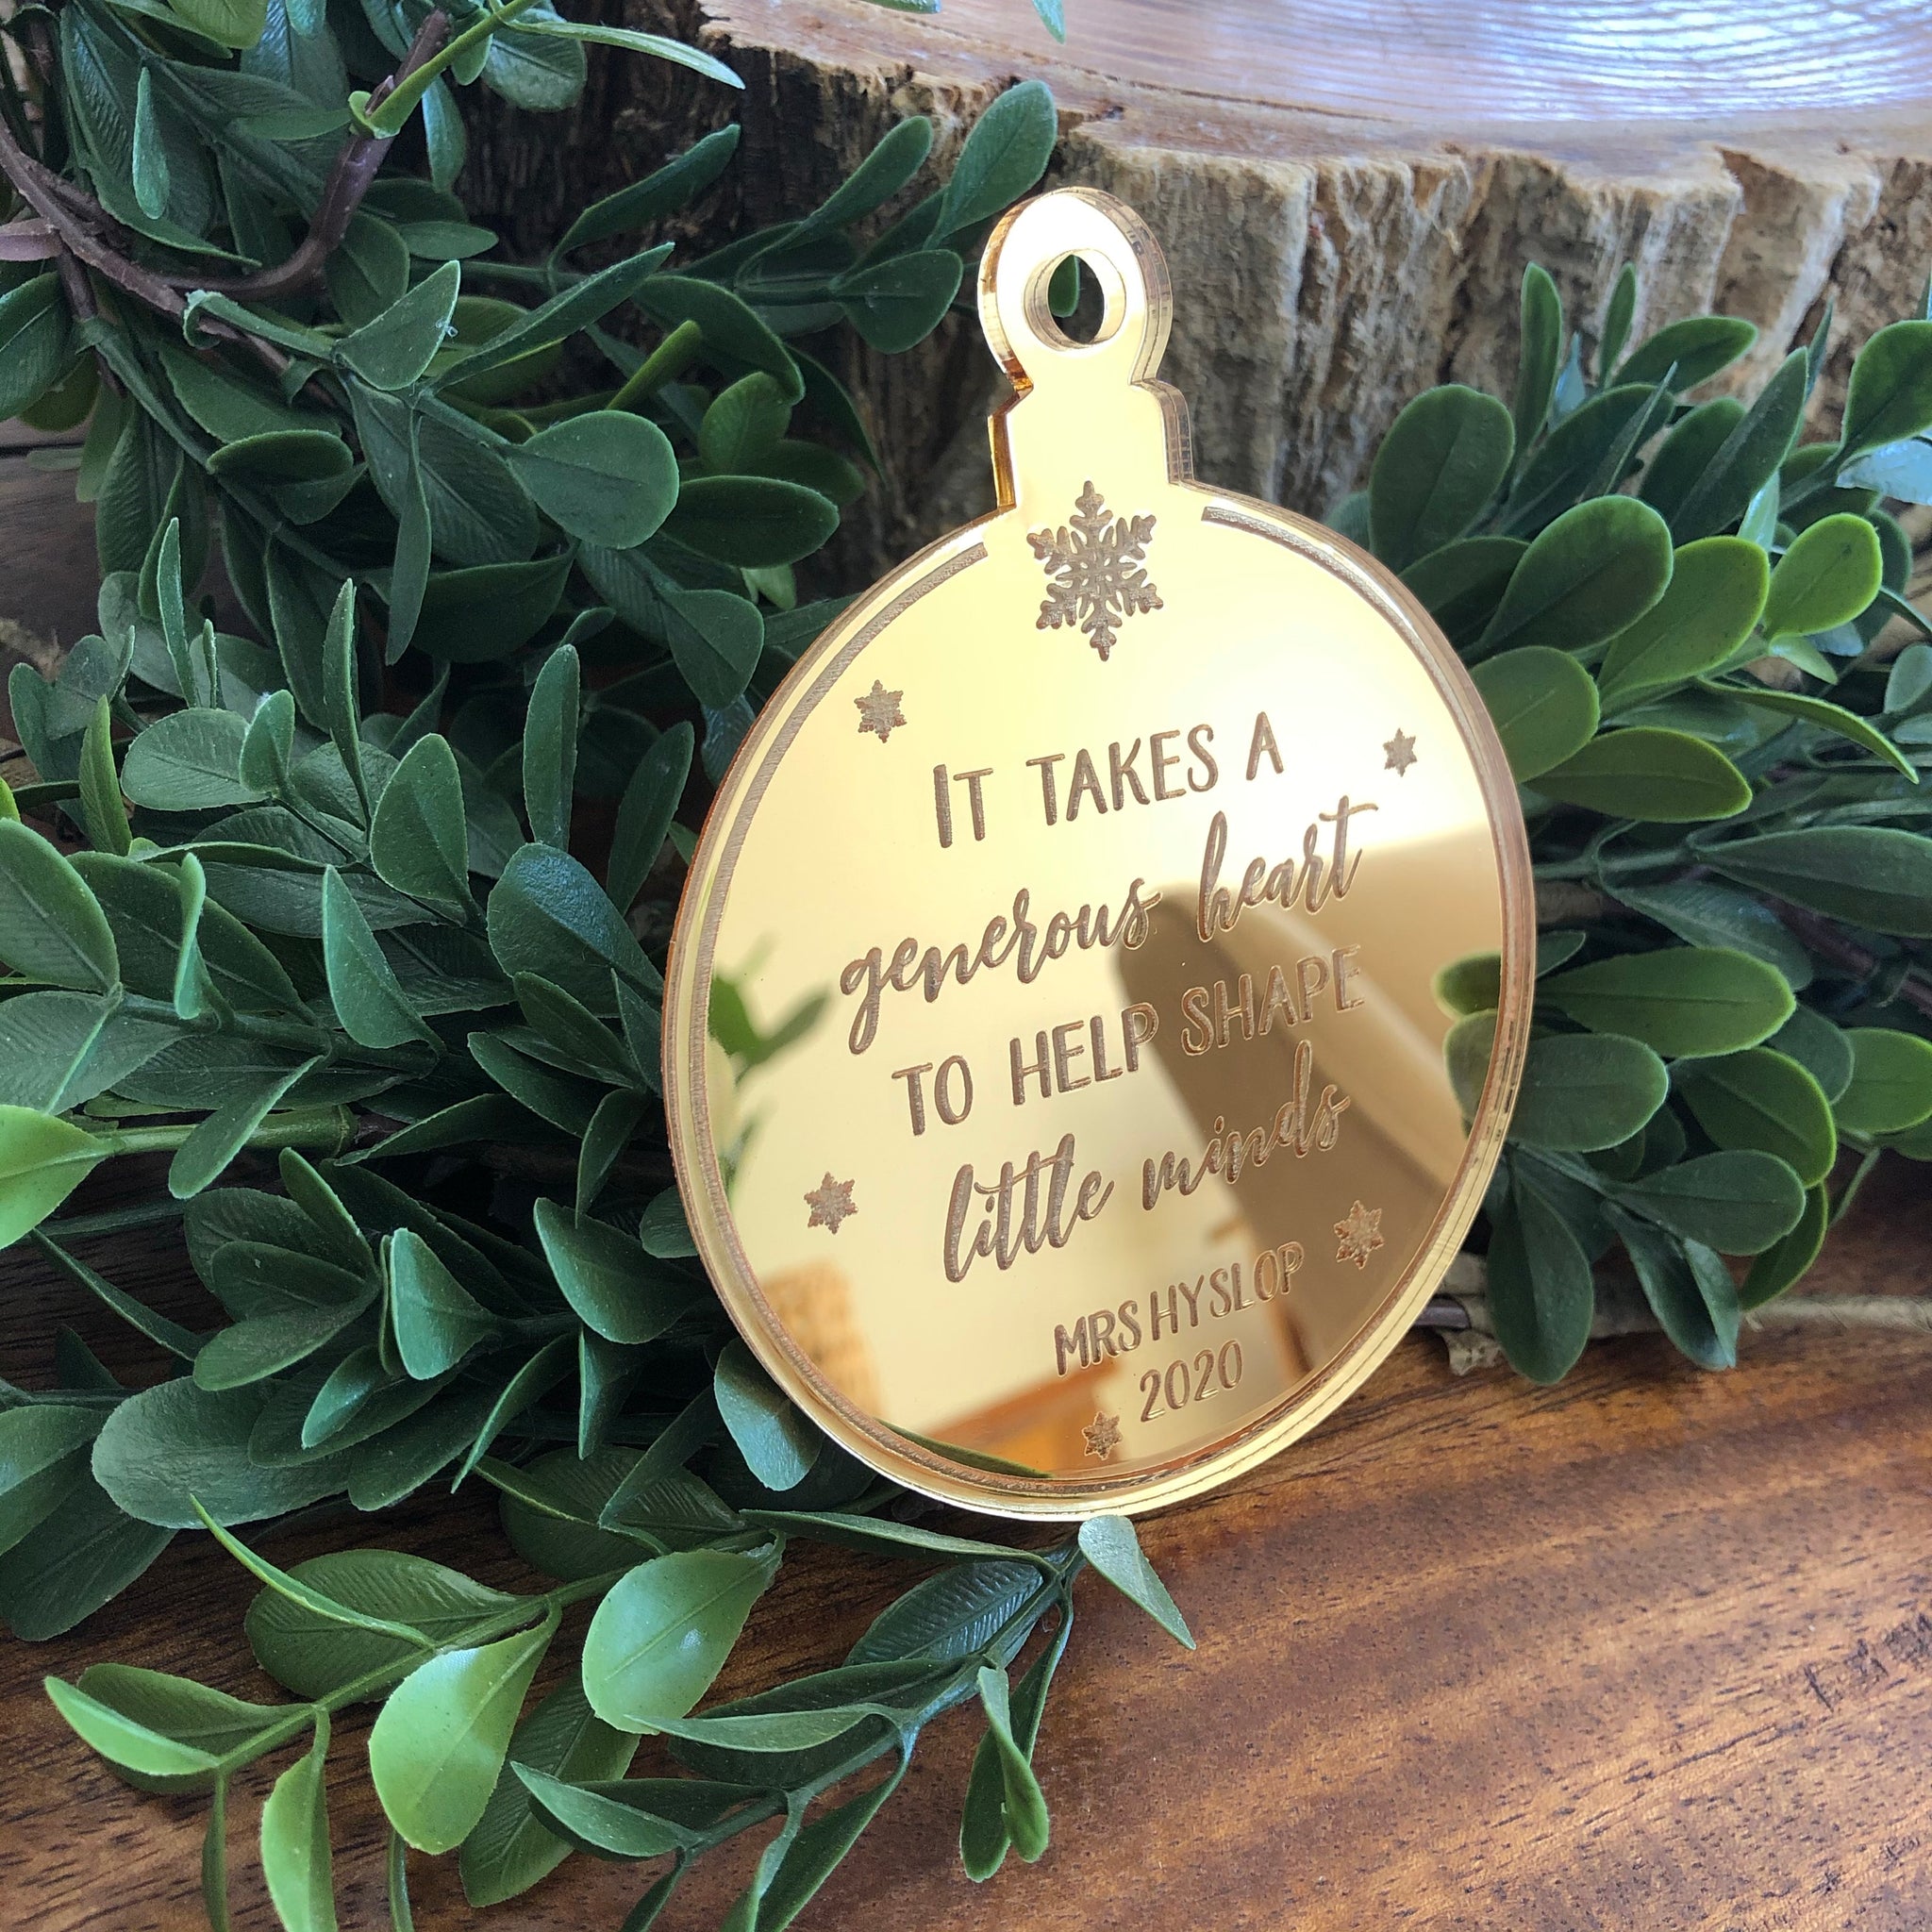 IT TAKES A
generous heart
TO HELP SHAPE
little minds
MRS HYSLOP
2020